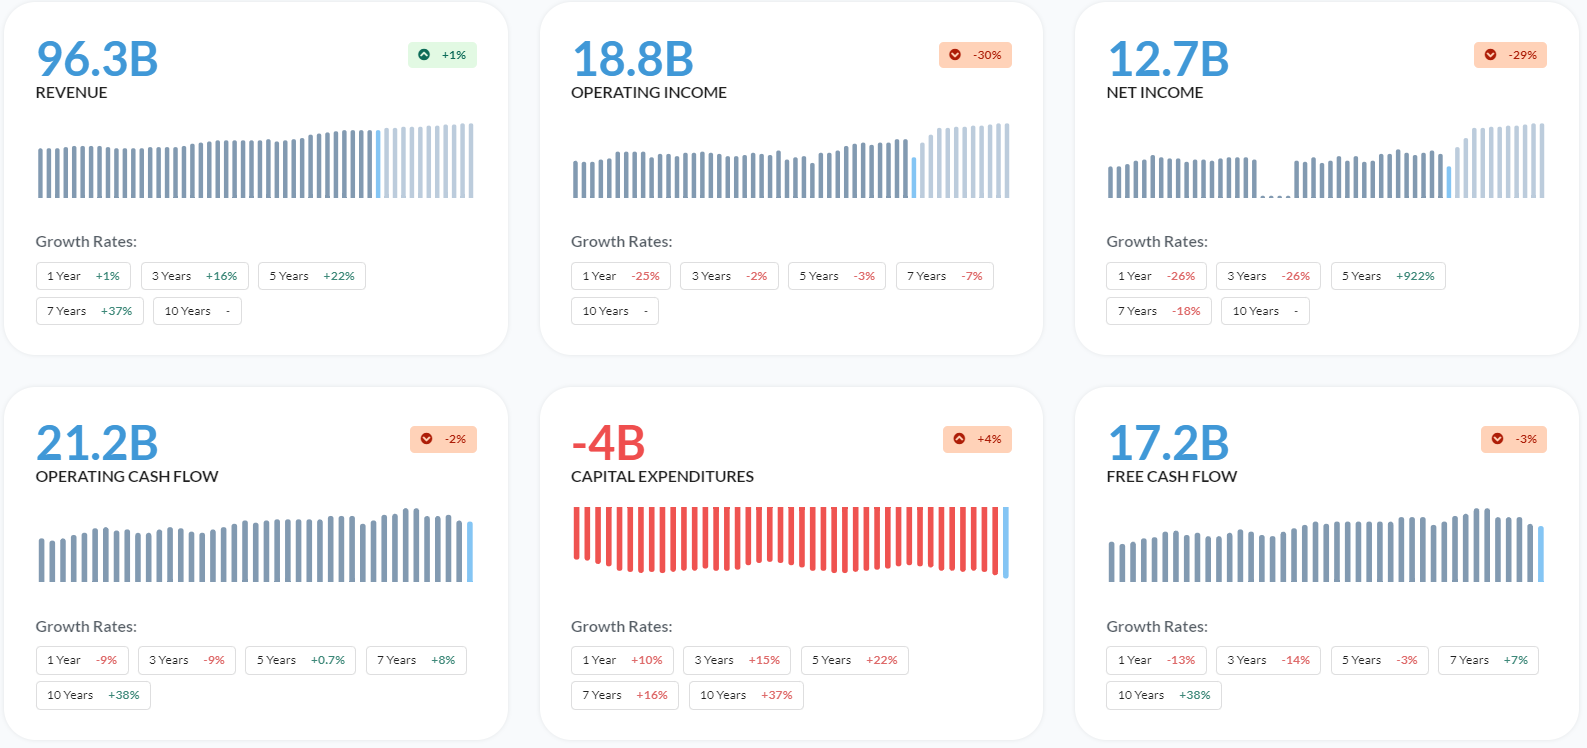 96.3B +1%
REVENUE
Growth Rates:
1 Year +1% 3 Years +16% 5 Years +22%
7 Years +37% 10 Years -
18.8B -30%
OPERATING INCOME
Growth Rates:
1 Year -25% 3 Years -2% 5 Years -3% 7 Years -7%
10 Years -
12.7B -29%
NET INCOME
Growth Rates:
1 Year -26% 3 Years -26% 5 Years +922%
7 Years -18% 10 Years -
21.2B -2%
OPERATING CASH FLOW
Growth Rates:
1 Year -9% 3 Years -9% 5 Years +0.7% 7 Years +8%
10 Years +38%
-4B +4%
CAPITAL EXPENDITURES
Growth Rates:
1 Year +10% 3 Years +15% 5 Years +22%
7 Years +16% 10 Years +37%
17.2B -3%
FREE CASH FLOW
Growth Rates:
1 Year -13% 3 Years -14% 5 Years -3% 7 Years +7%
10 Years +38%